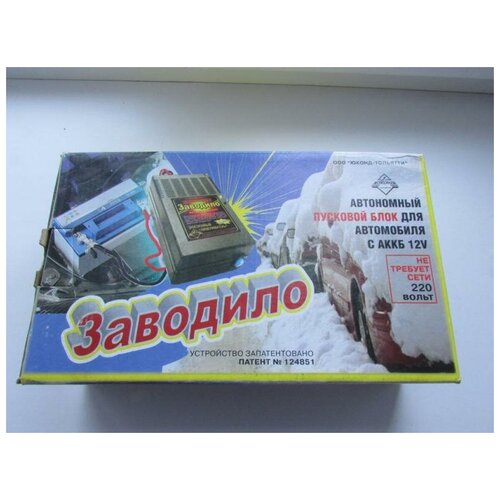 ООО "ЮКОНД-ТОЛЬЯТТИ"
АВТОНОМНЫЙ
ПУСКОВОЙ БЛОК ДЛЯ
АВТОМОБИЛЯ
С АККБ 12V
НЕ
ТРЕБУЕТ
СЕТИ
220
ВОЛЬТ
Заводило
Заводило
УСТРОЙСТВО ЗАПАТЕНТОВАНО
ПАТЕНТ № 124851